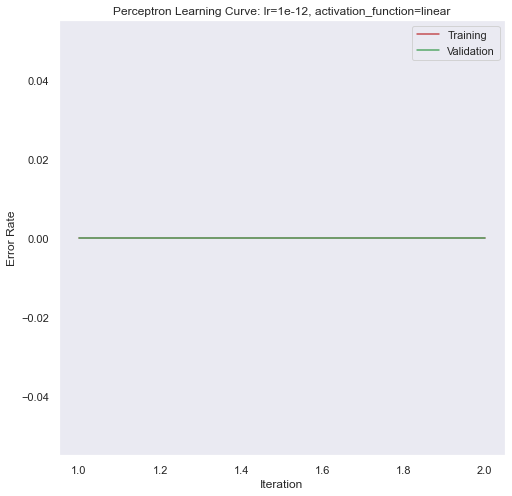 Perceptron Learning Curve: lr=1e-12, activation_function=linear
Training
Validation
0.04
0.02
0.00
-0.02
-0.04
Error Rate
1.0 1.2 1.4 1.6 1.8 2.0
Iteration